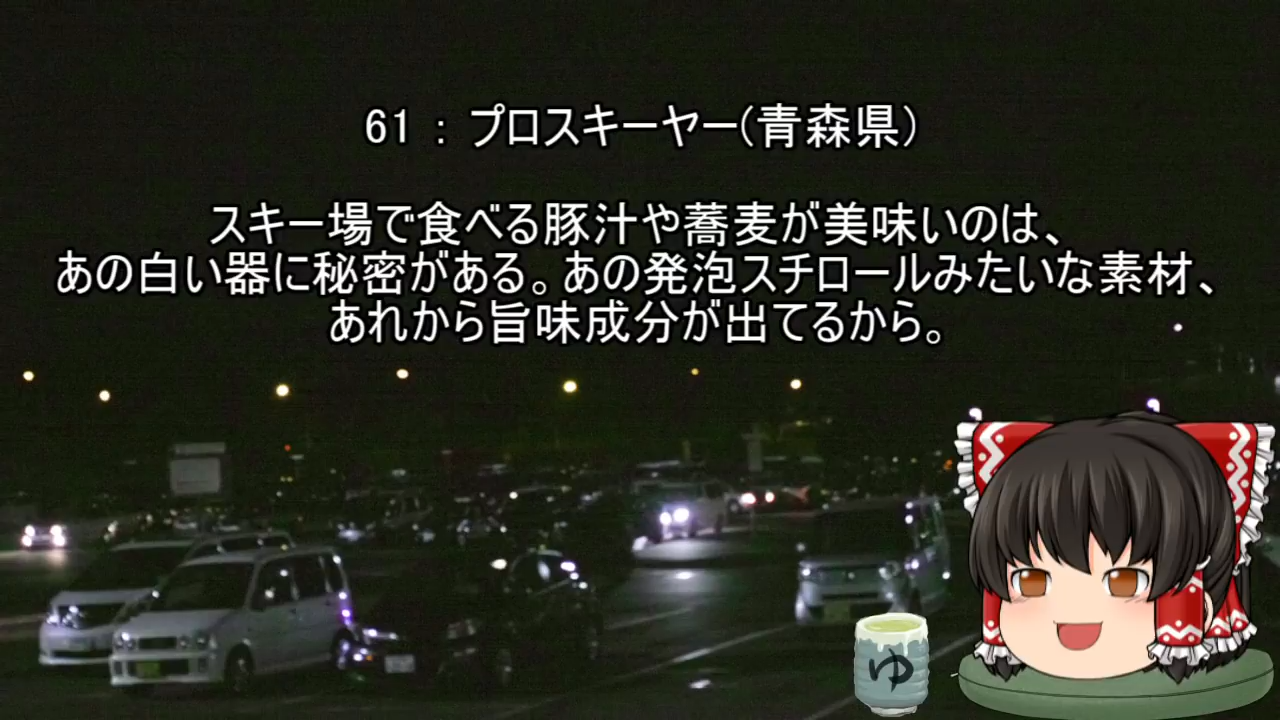 61 : プロスキーヤー(青森県)
スキー場で食べる豚汁や蕎麦が美味いのは、
あの白い器に秘密がある。あの発泡スチロールみたいな素材、
あれから旨味成分が出てるから。
ゆ